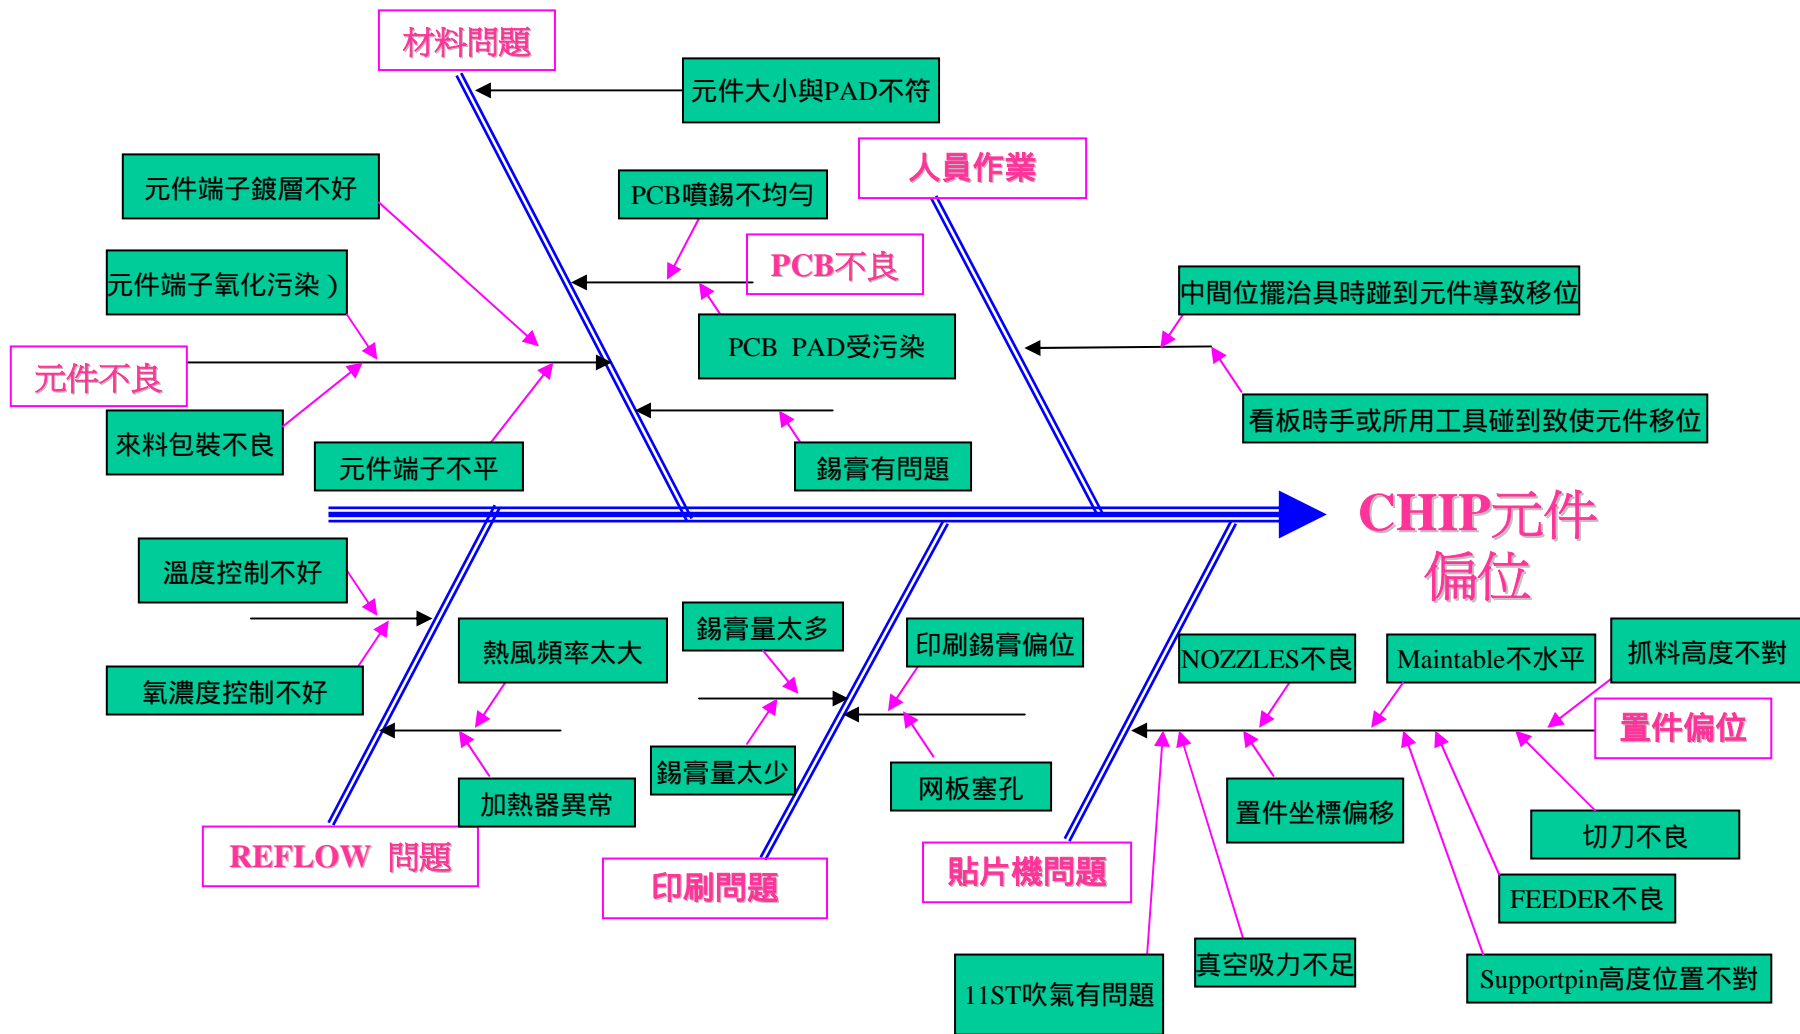 材料問題
元件大小與PAD不符
人員作業
元件端子鍍層不好
PCB噴錫不均勻
PCB不良
元件端子氧化污染）
中間位擺治具時踫到元件導致移位
PCB PAD受污染
元件不良
來料包裝不良
元件端子不平
錫膏有問題
看板時手或所用工具碰到致使元件移位
CHIP元件
偏位
溫度控制不好
氧濃度控制不好
熱風頻率太大
加熱器異常
REFLOW 問題
錫膏量太多
印刷錫膏偏位
錫膏量太少
网板塞孔
印刷問題
NOZZLES不良
Maintable不水平
抓料高度不對
置件偏位
置件坐標偏移
切刀不良
貼片機問題
FEEDER不良
真空吸力不足
Supportpin高度位置不對
11ST吹氣有問題